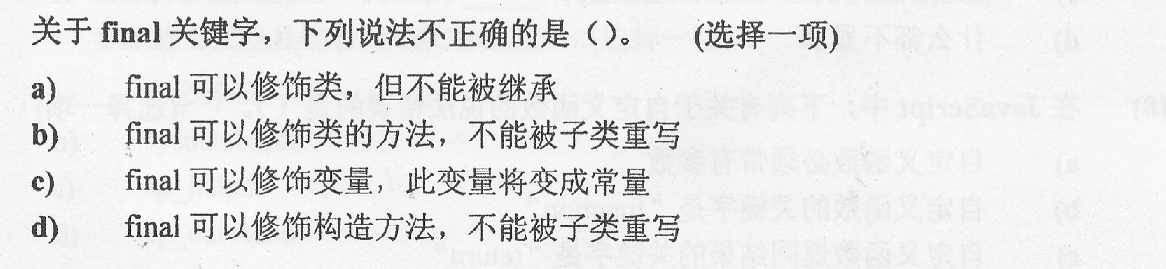 关于 final 关键字，下列说法不正确的是（）。 (选择一项)
a) final 可以修饰类，但不能被继承
b) final 可以修饰类的方法，不能被子类重写
c) final 可以修饰变量，此变量将变成常量
d) final 可以修饰构造方法，不能被子类重写